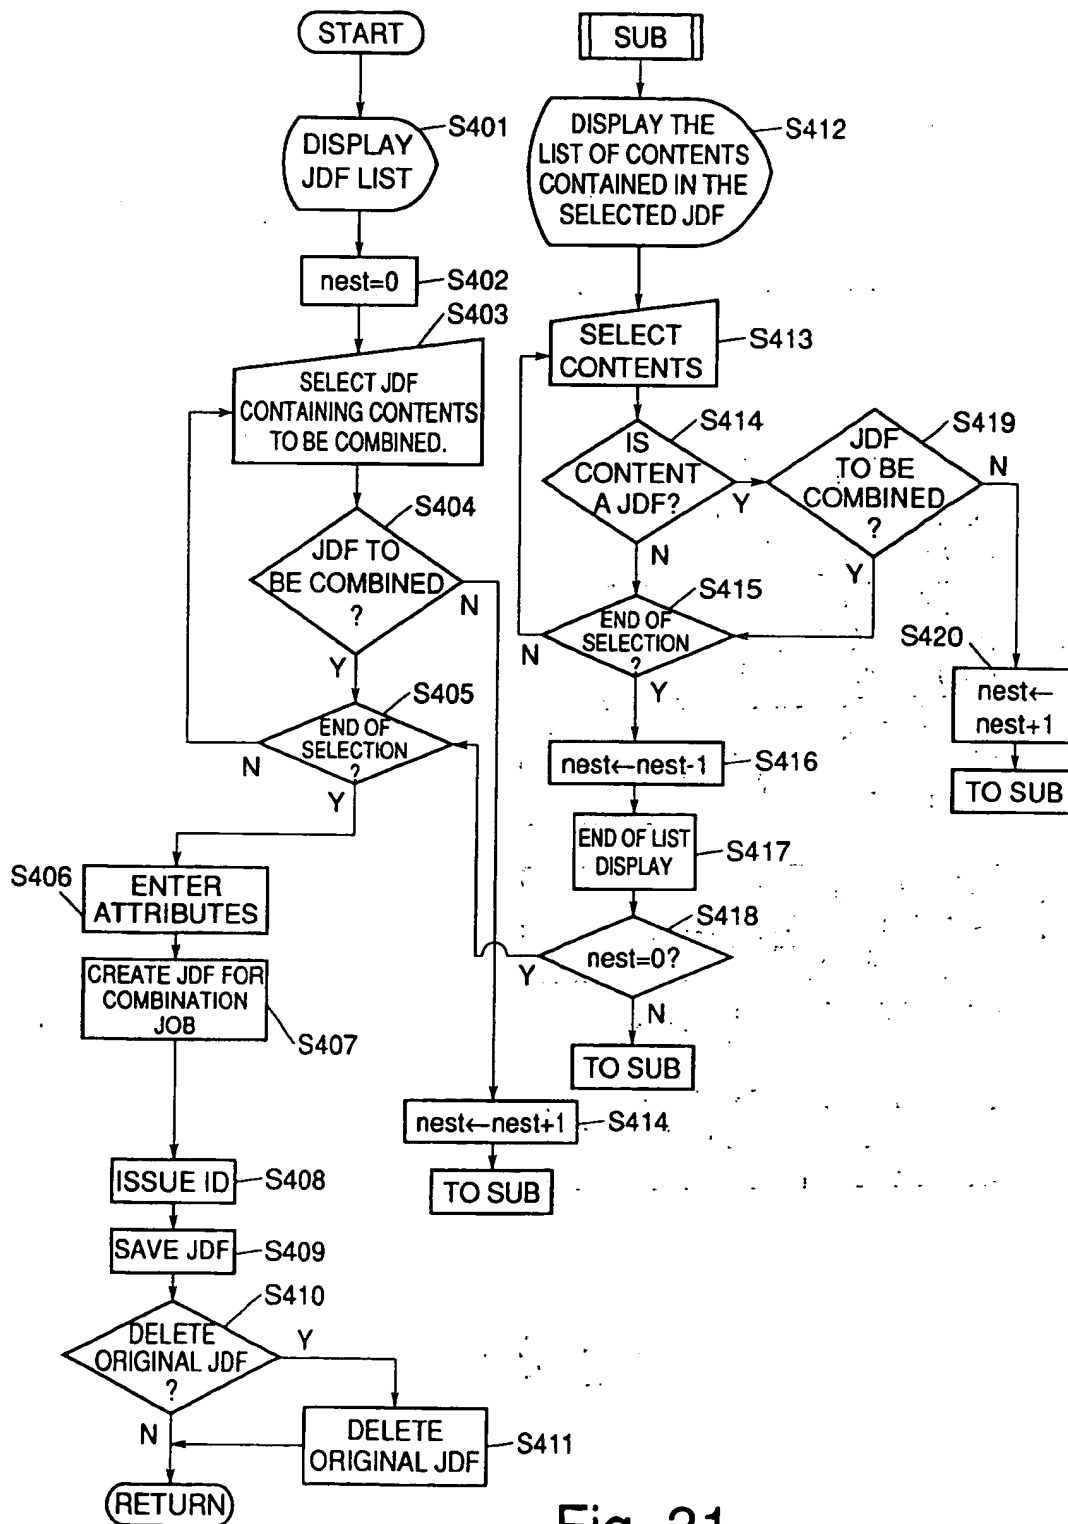 START
S401
DISPLAY
JDF LIST
nest=0
S402
S403
SELECT JDF
CONTAINING CONTENTS
TO BE COMBINED.
S404
JDF TO
BE COMBINED
?
N
Y
S405
END OF
SELECTION
?
N
Y
S406
ENTER
ATTRIBUTES
CREATE JDF FOR
COMBINATION
JOB
S407
nest←nest+1
S414
TO SUB
ISSUE ID
S408
SAVE JDF
S409
S410
DELETE
ORIGINAL JDF
?
Y
N
DELETE
ORIGINAL JDF
S411
RETURN
SUB
DISPLAY THE
LIST OF CONTENTS
CONTAINED IN THE
SELECTED JDF
S412
SELECT
CONTENTS
S413
S414
IS
CONTENT
A JDF?
Y
N
S419
JDF
TO BE
COMBINED
?
N
Y
S415
END OF
SELECTION
?
N
Y
S420
nest←
nest+1
TO SUB
nest←nest-1
S416
END OF LIST
DISPLAY
S417
S418
nest=0?
Y
N
TO SUB
Fig. 21